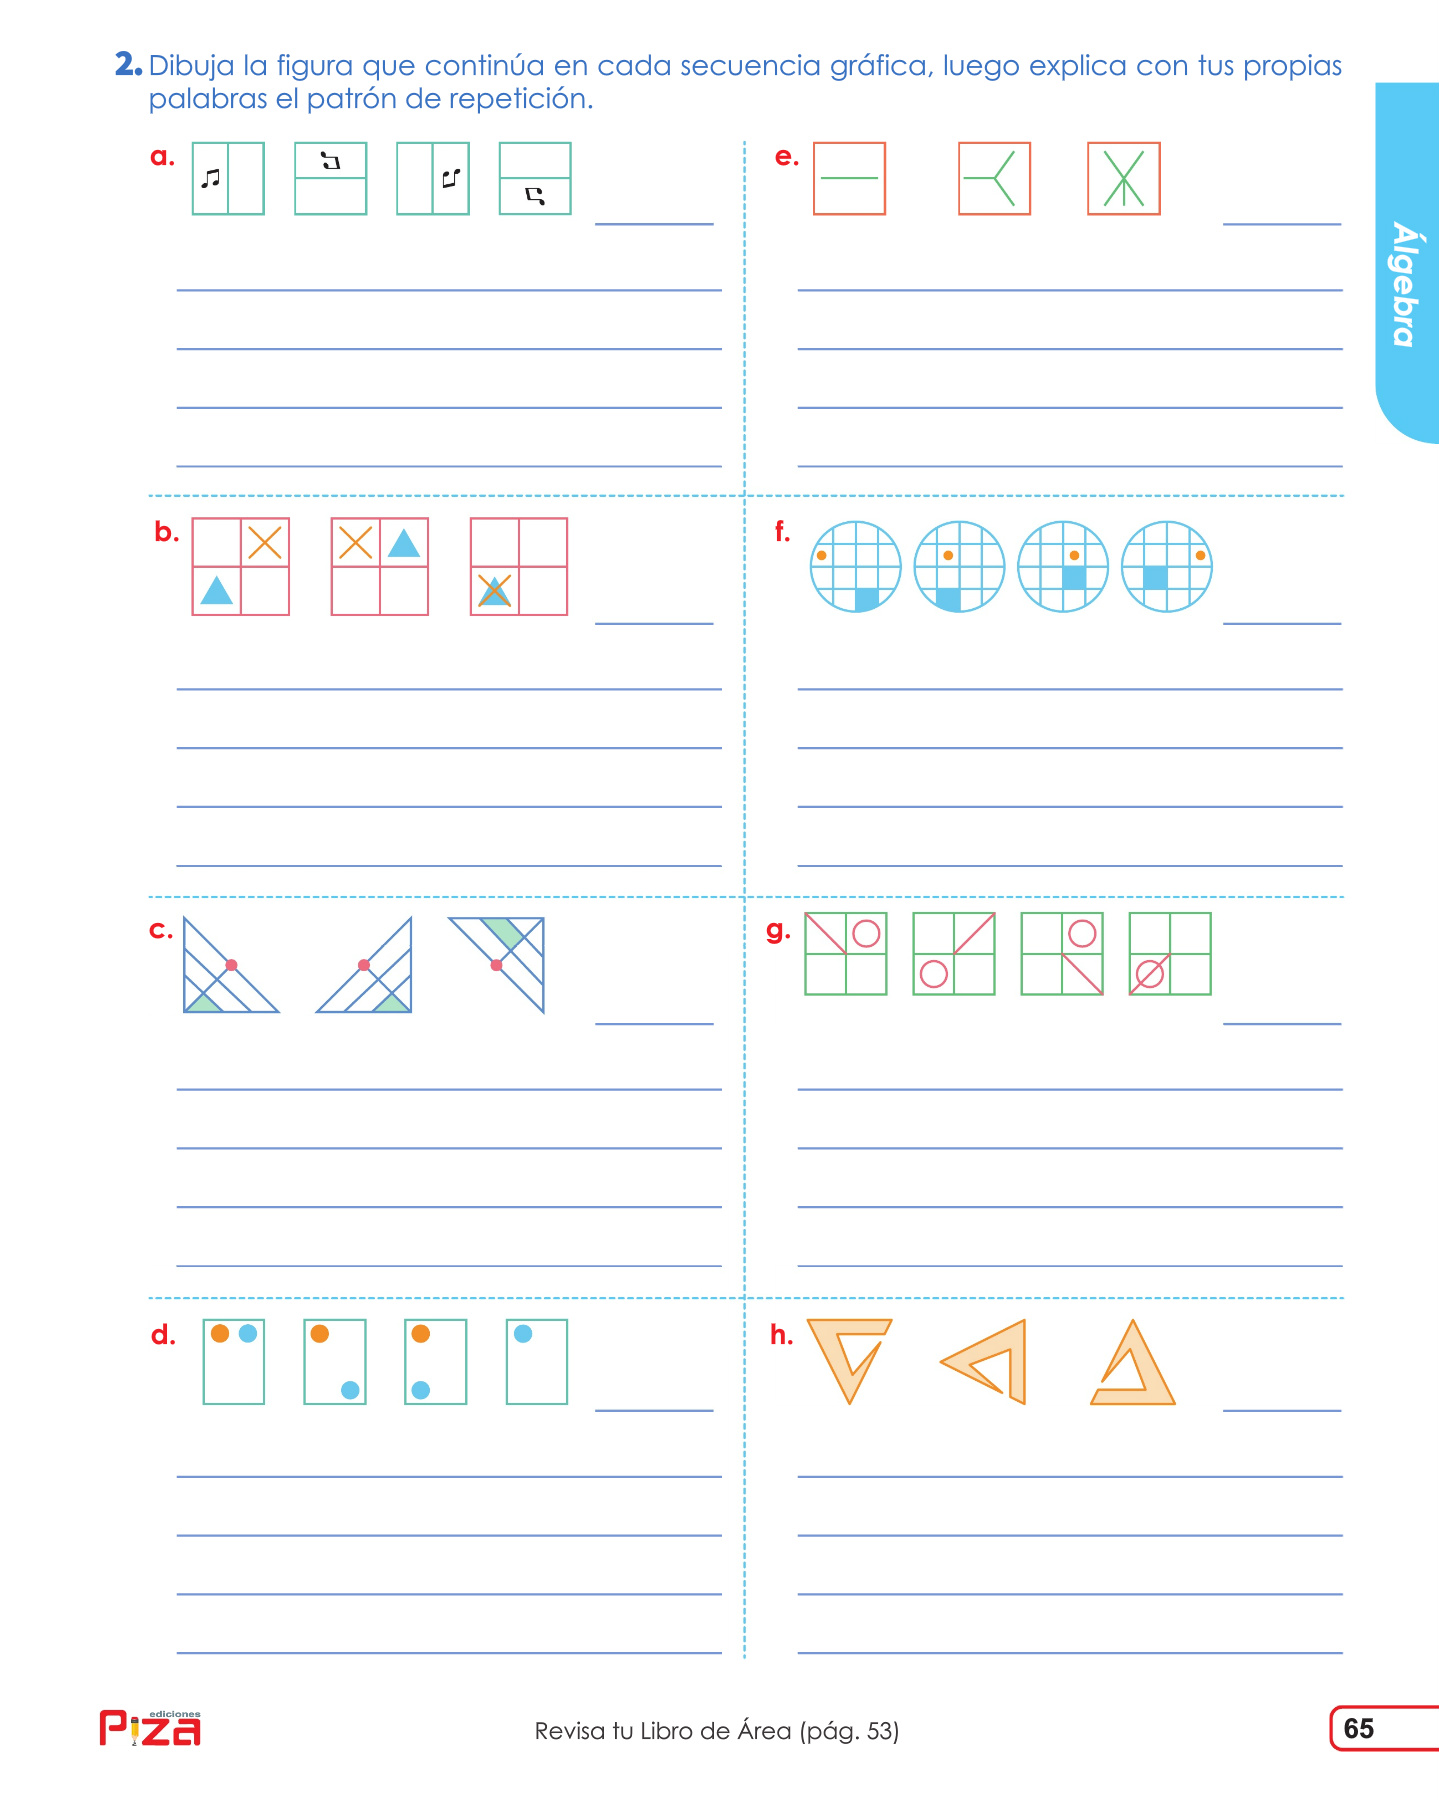 2. Dibuja la figura que continúa en cada secuencia gráfica, luego explica con tus propias
palabras el patrón de repetición.
a.
e.
Álgebra
b.
f.
c.
g.
d.
h.
ediciones
Piza
Revisa tu Libro de Área (pág. 53)
65